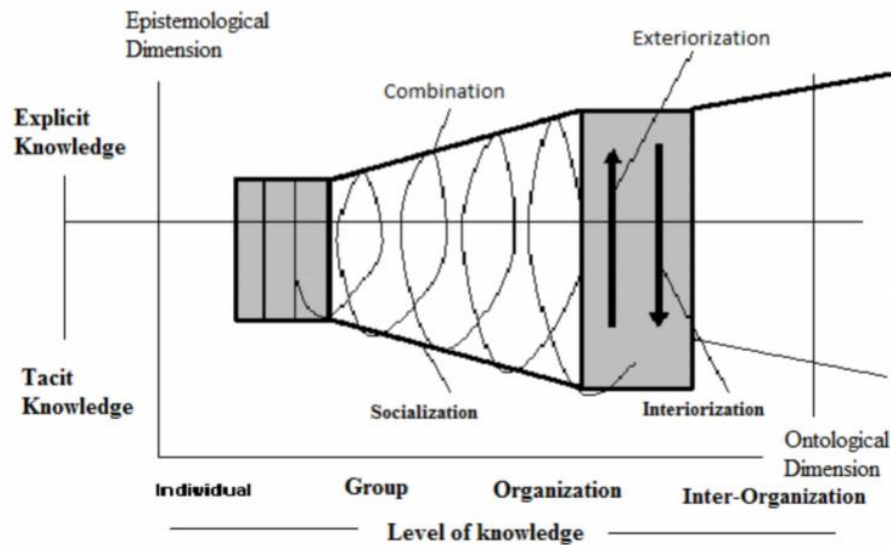 Epistemological
Dimension
Exteriorization
Combination
Explicit
Knowledge
Tacit
Knowledge
Socialization
Interiorization
Ontological
Dimension
Individual
Group
Organization
Inter-Organization
Level of knowledge